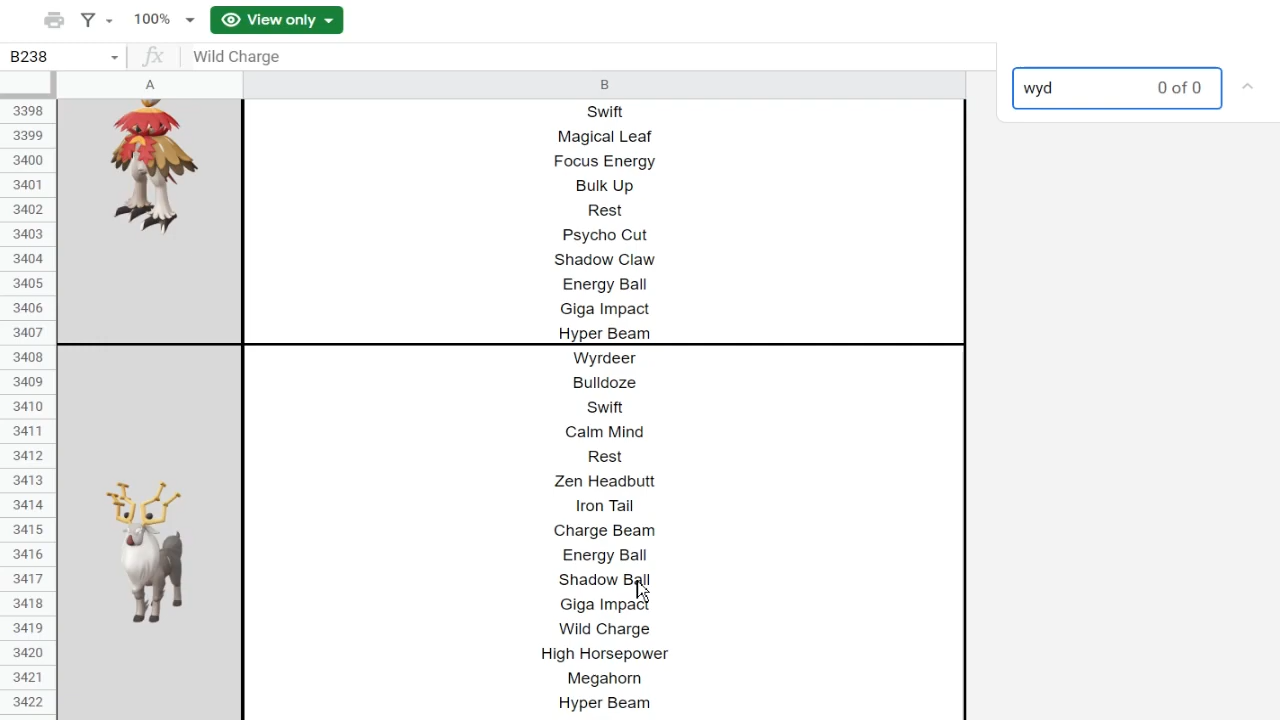 100%
View only
B238
fx
Wild Charge
wyd
0 of 0
A
B
3398
Swift
3399
Magical Leaf
3400
Focus Energy
3401
Bulk Up
3402
Rest
3403
Psycho Cut
3404
Shadow Claw
3405
Energy Ball
3406
Giga Impact
3407
Hyper Beam
3408
Wyrdeer
3409
Bulldoze
3410
Swift
3411
Calm Mind
3412
Rest
3413
Zen Headbutt
3414
Iron Tail
3415
Charge Beam
3416
Energy Ball
3417
Shadow Ball
3418
Giga Impact
3419
Wild Charge
3420
High Horsepower
3421
Megahorn
3422
Hyper Beam